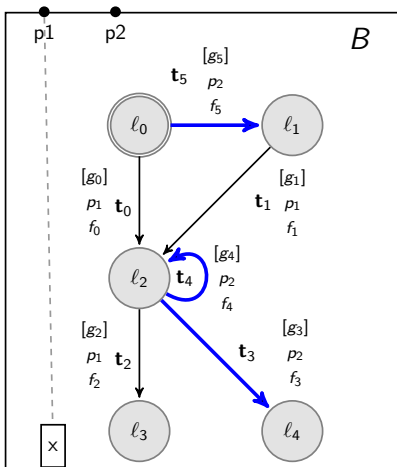 p1 p2 B
[g5]
t5 p2
f5
ℓ0 ℓ1
[g0]
p1 t0
f0
[g1]
t1 p1
f1
[g4]
ℓ2 t4 p2
f4
[g2]
p1 t2
f2
[g3]
t3 p2
f3
x ℓ3 ℓ4